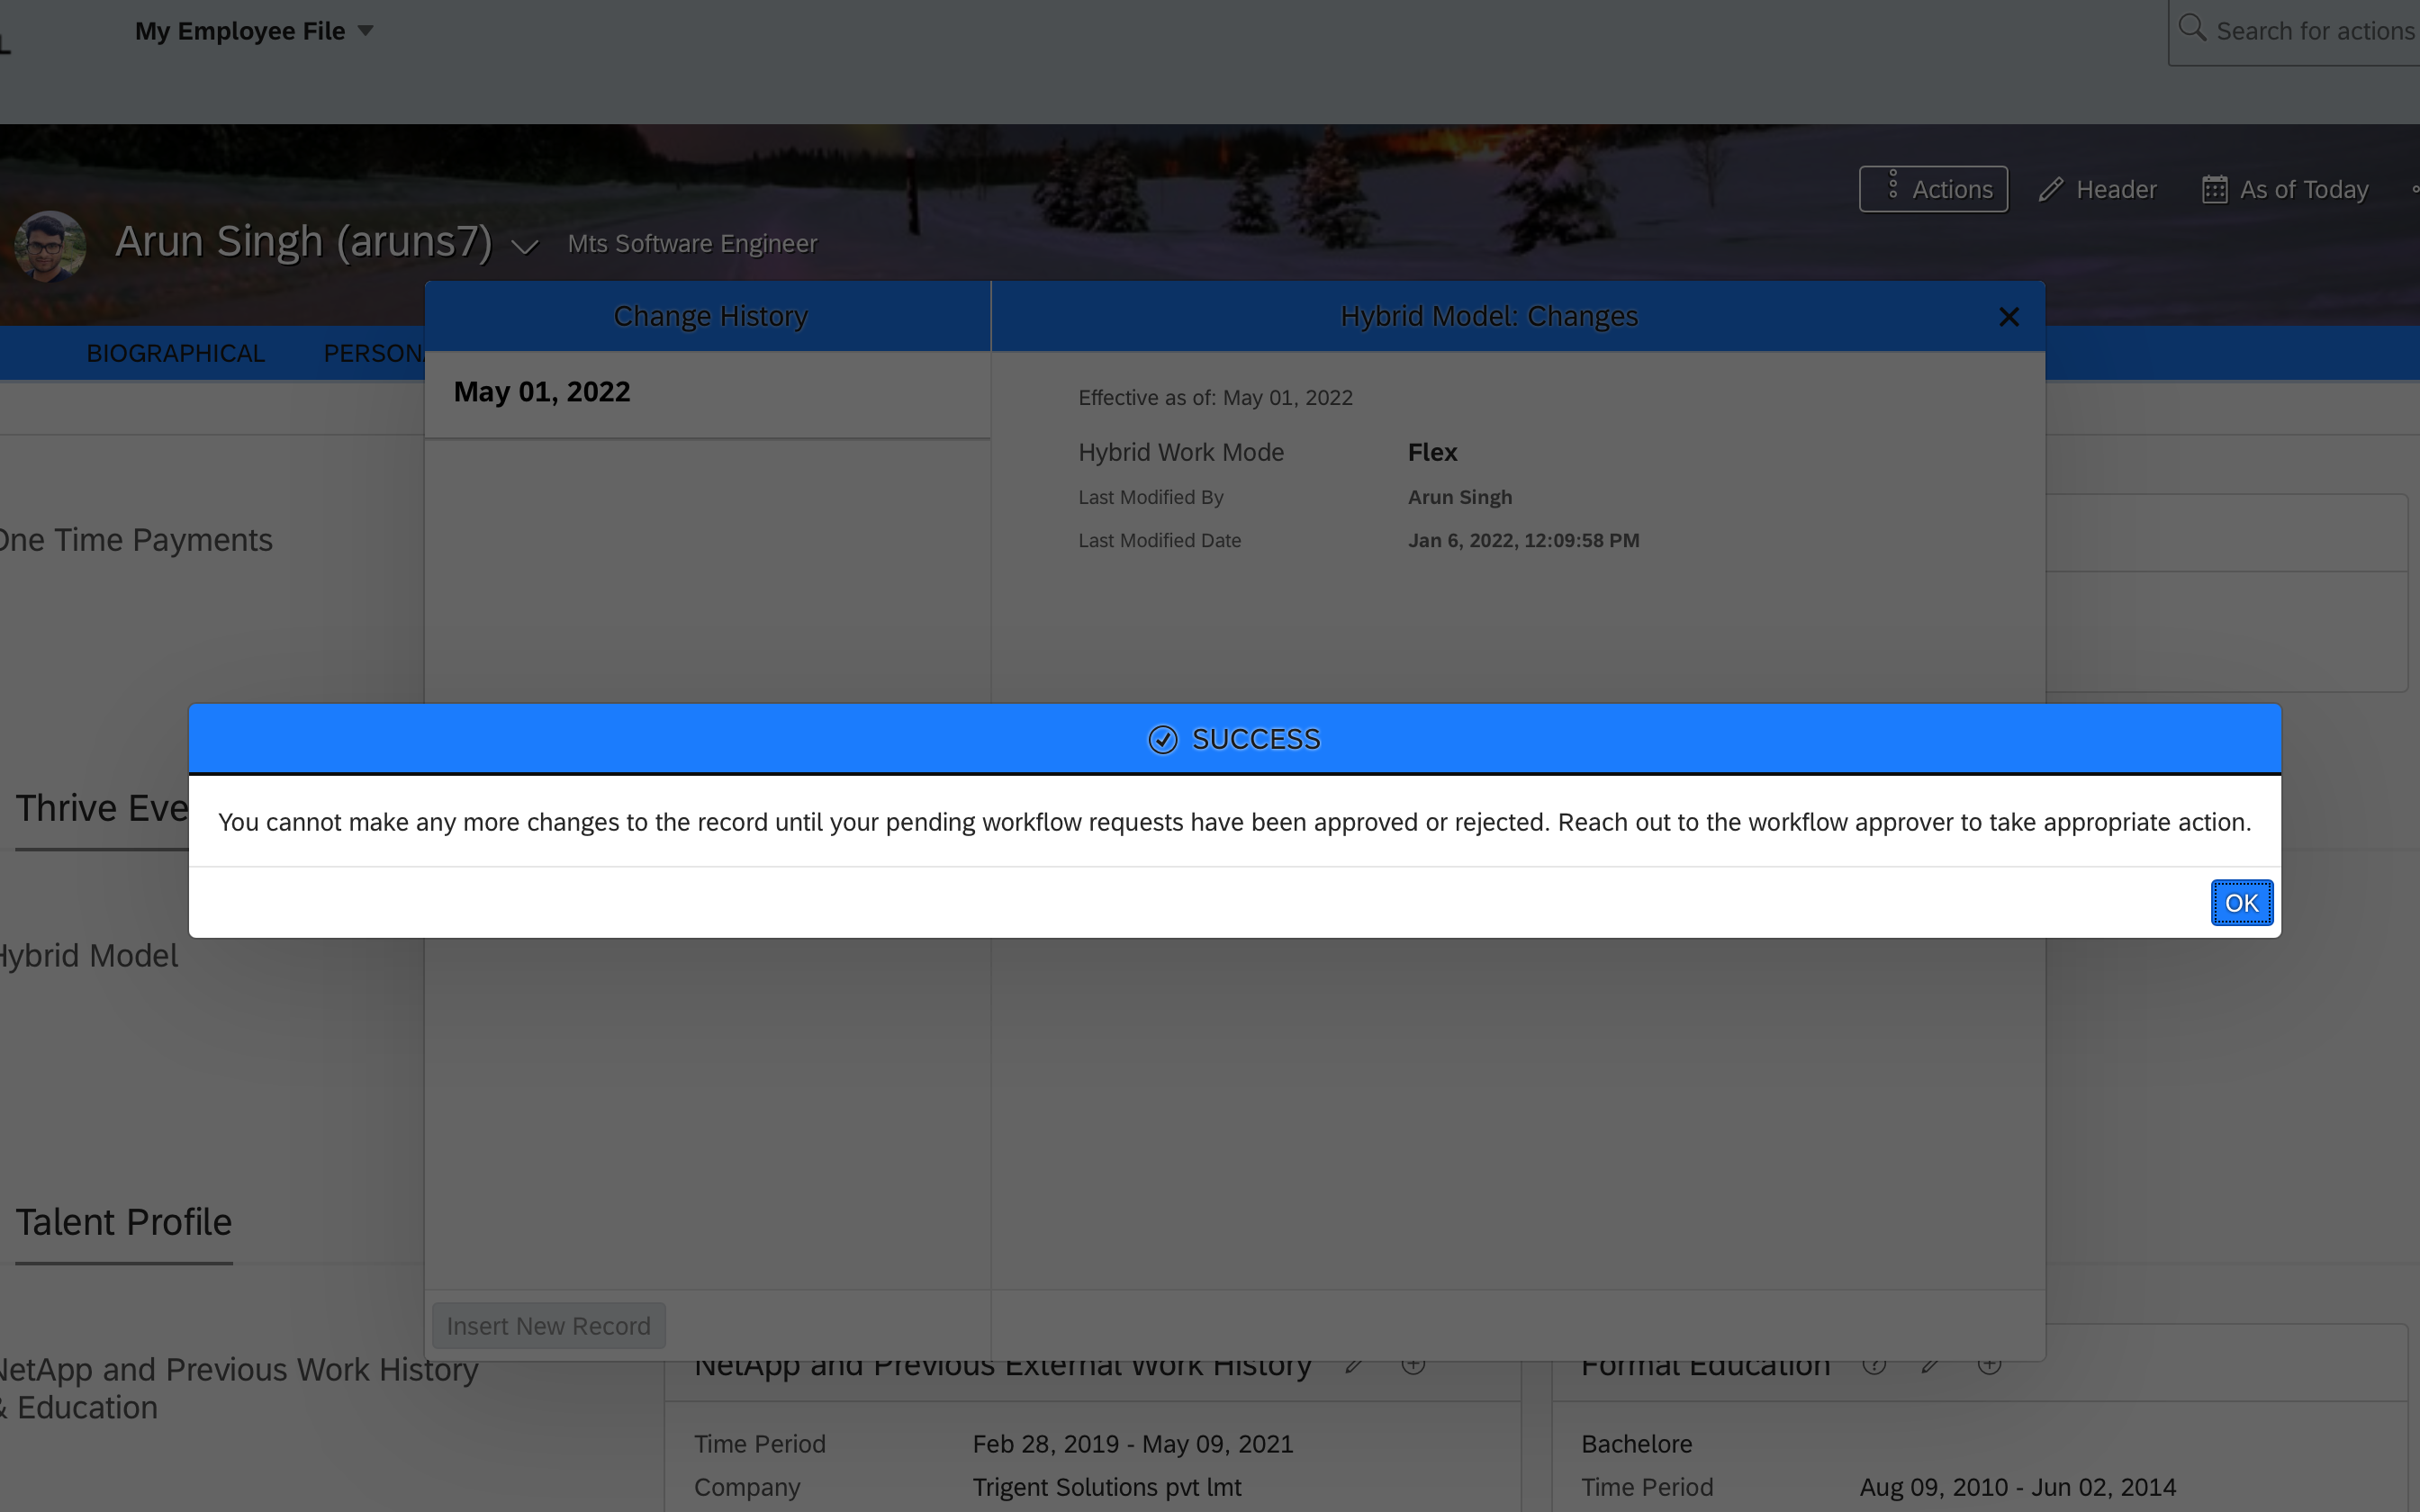 My Employee File
Search for actions
Actions
Header
As of Today
Arun Singh (aruns7)
Mts Software Engineer
BIOGRAPHICAL
Change History
Hybrid Model: Changes
May 01, 2022
Effective as of: May 01, 2022
Hybrid Work Mode Flex
Last Modified By Arun Singh
Last Modified Date Jan 6, 2022, 12:09:58 PM
One Time Payments
SUCCESS
You cannot make any more changes to the record until your pending workflow requests have been approved or rejected. Reach out to the workflow approver to take appropriate action.
OK
Thrive Eve
Hybrid Model
Talent Profile
Insert New Record
NetApp and Previous Work History
& Education
NetApp and Previous External Work History
Formal Education
Time Period Feb 28, 2019 - May 09, 2021
Company Trigent Solutions pvt lmt
Bachelore
Time Period Aug 09, 2010 - Jun 02, 2014